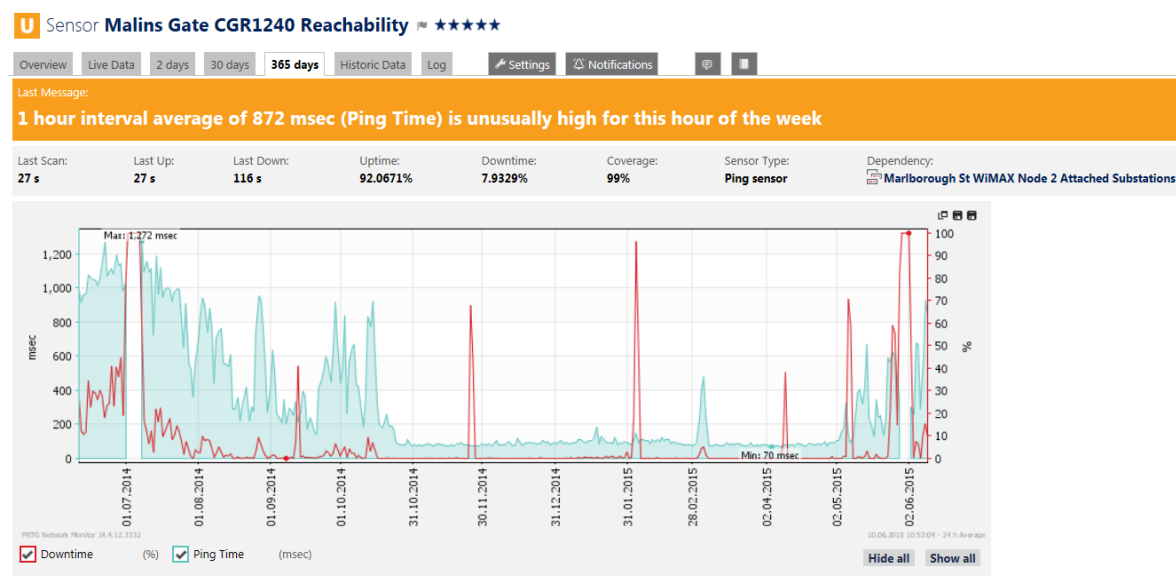 U Sensor Malins Gate CGR1240 Reachability
Overview Live Data 2 days 30 days 365 days Historic Data Log Settings Notifications
Last Message:
1 hour interval average of 872 msec (Ping Time) is unusually high for this hour of the week
Last Scan: Last Up: Last Down: Uptime: Downtime: Coverage: Sensor Type: Dependency:
27 s 27 s 116 s 92.0671% 7.9329% 99% Ping sensor Marlborough St WiMAX Node 2 Attached Substations
Max: 1,272 msec
1,200
1,000
800
600
400
200
0
msec
100
90
80
70
60
50
40
30
20
10
0
%
Min: 70 msec
01.07.2014 01.08.2014 01.09.2014 01.10.2014 31.10.2014 30.11.2014 31.12.2014 31.01.2015 28.02.2015 02.04.2015 02.05.2015 02.06.2015
PRTG Network Monitor 14.4.12.3332 10.06.2015 10:53:04 - 24 h Average
Downtime (%) Ping Time (msec) Hide all Show all